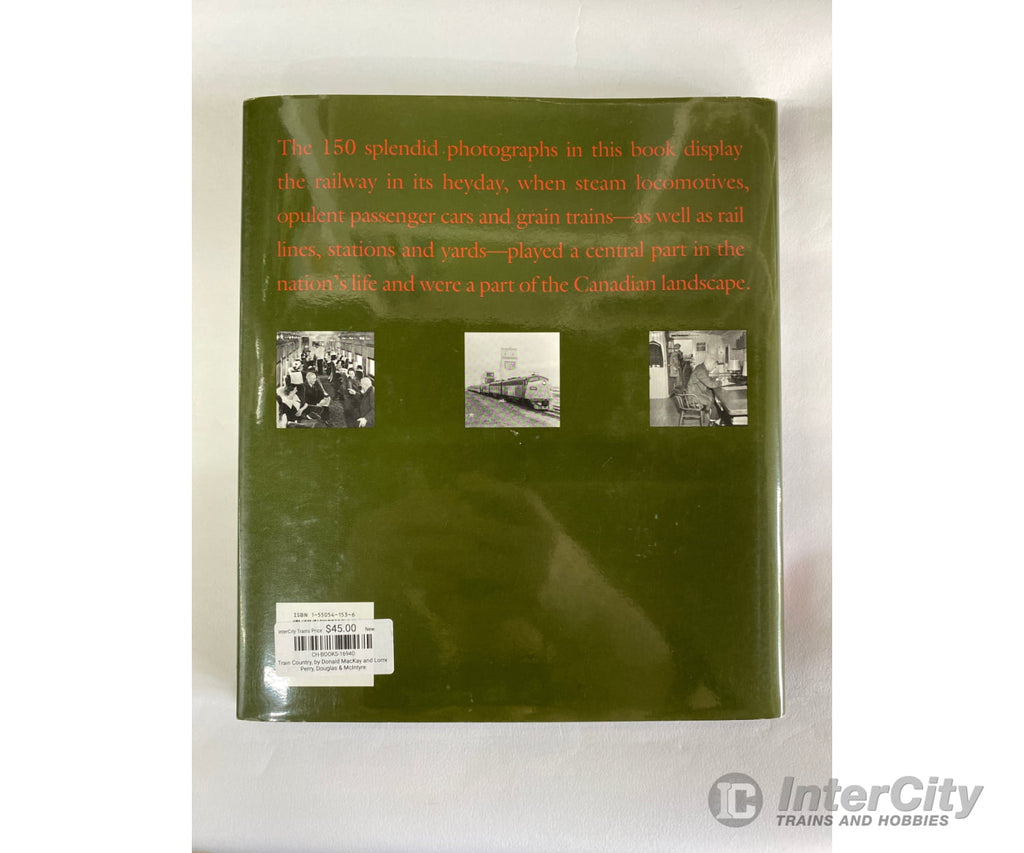 The 150 splendid photographs in this book display
the railway in its heyday, when steam locomotives,
opulent passenger cars and grain trains—as well as rail
lines, stations and yards—played a central part in the
nation's life and were a part of the Canadian landscape.
ISBN 1-55054-153-6
InterCity Trains Price $45.00 New
CH-BOOKS-16940
Train Country, by Donald MacKay and Lorne
Perry, Douglas & McIntyre
IC InterCity
TRAINS AND HOBBIES